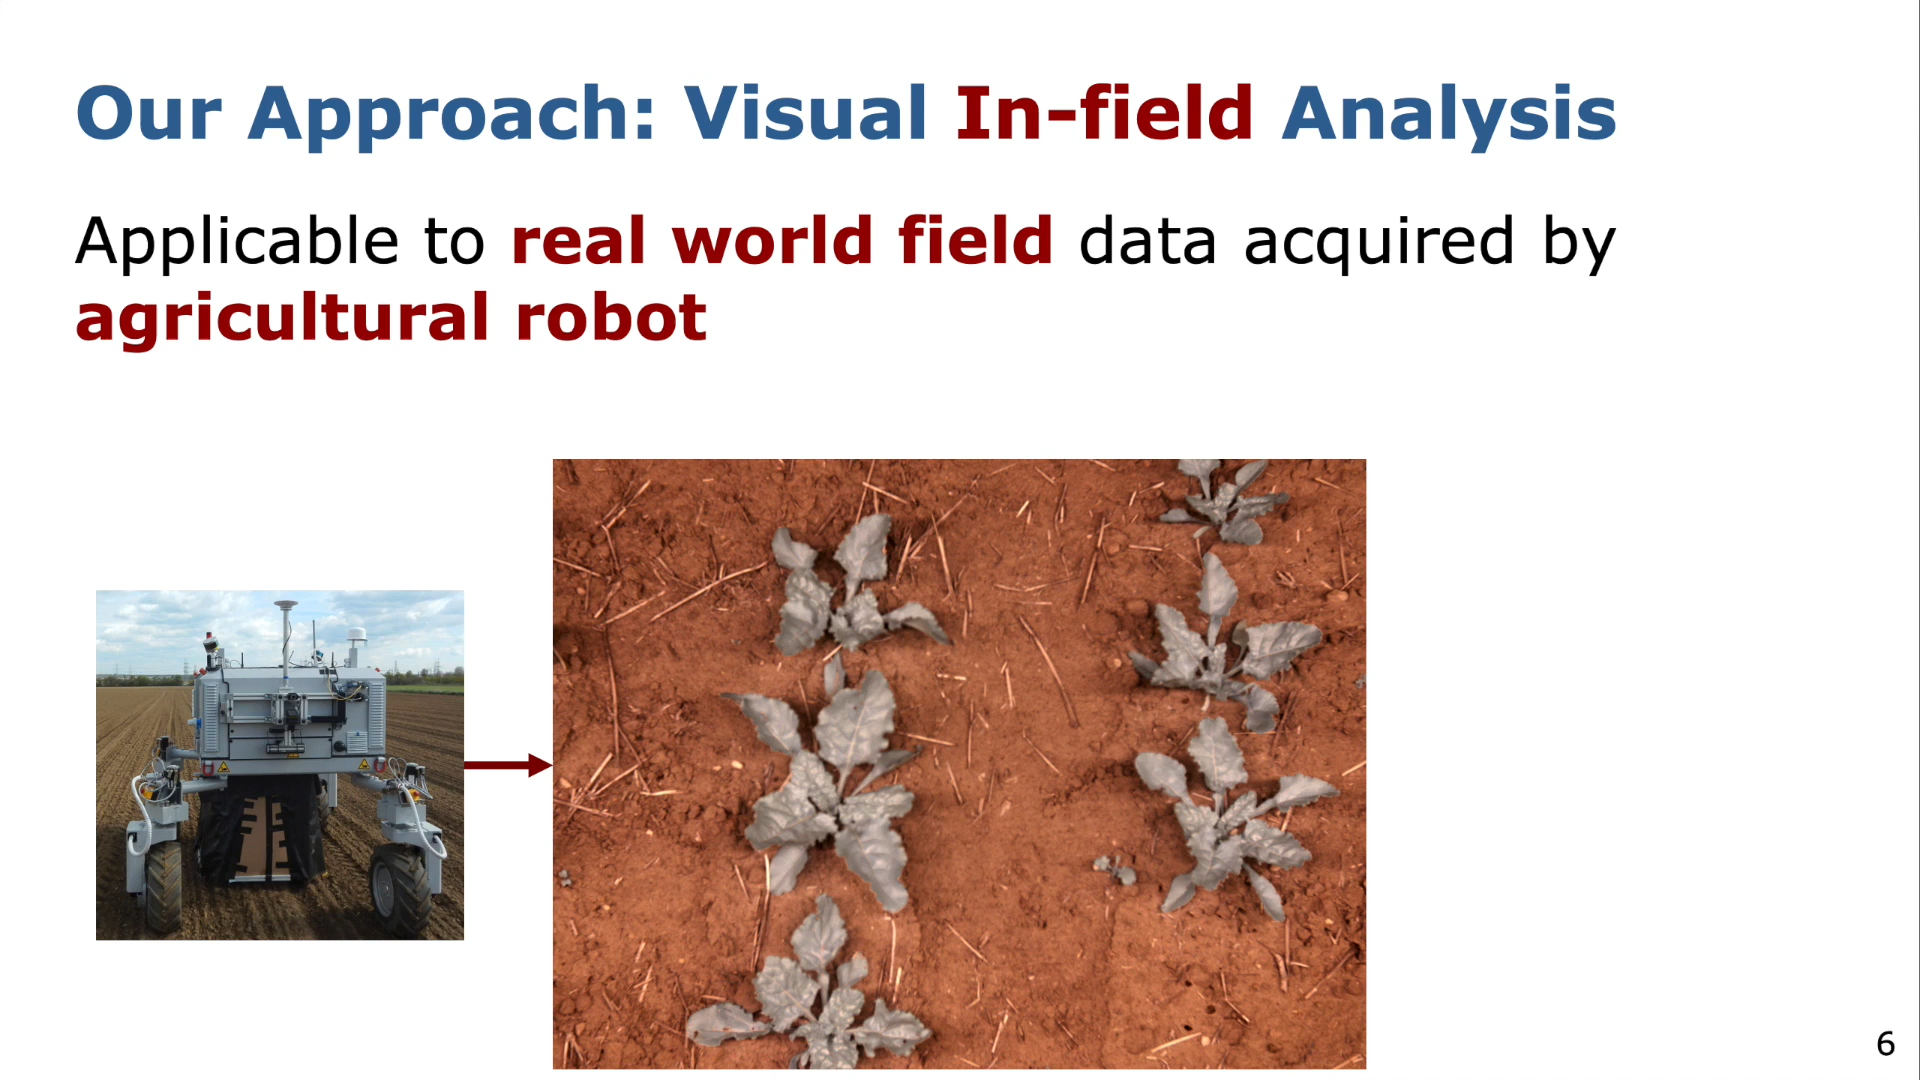 Our Approach: Visual In-field Analysis
Applicable to real world field data acquired by
agricultural robot
6